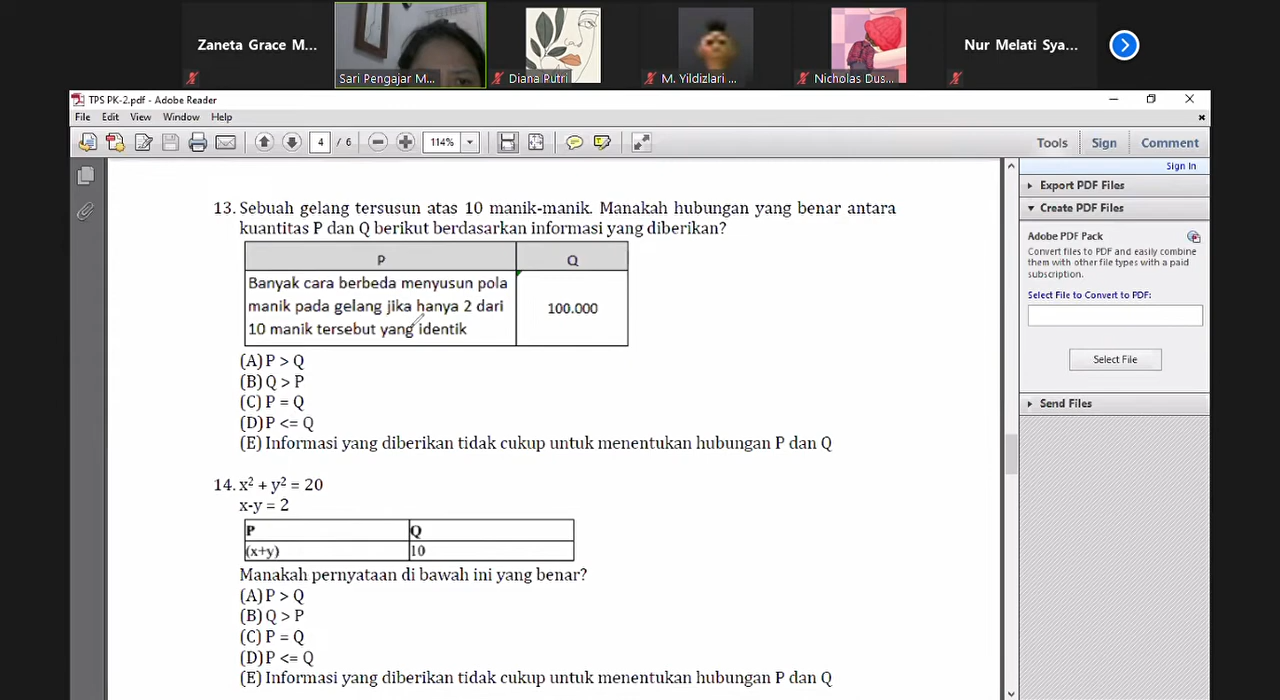 Zaneta Grace M...
Sari Pengajar M...
Diana Putri
M. Yildizlari ...
Nicholas Dus...
Nur Melati Sya...
TPS PK-2.pdf - Adobe Reader
File Edit View Window Help
4 / 6 114% Tools Sign Comment
Sign In
Export PDF Files
Create PDF Files
Adobe PDF Pack
Convert files to PDF and easily combine
them with other file types with a paid
subscription.
Select File to Convert to PDF:
Select File
Send Files
13. Sebuah gelang tersusun atas 10 manik-manik. Manakah hubungan yang benar antara
kuantitas P dan Q berikut berdasarkan informasi yang diberikan?
P Q
Banyak cara berbeda menyusun pola
manik pada gelang jika hanya 2 dari
10 manik tersebut yang identik
100.000
(A) P > Q
(B) Q > P
(C) P = Q
(D) P <= Q
(E) Informasi yang diberikan tidak cukup untuk menentukan hubungan P dan Q
14. x² + y² = 20
x-y = 2
P Q
(x+y) 10
Manakah pernyataan di bawah ini yang benar?
(A) P > Q
(B) Q > P
(C) P = Q
(D) P <= Q
(E) Informasi yang diberikan tidak cukup untuk menentukan hubungan P dan Q